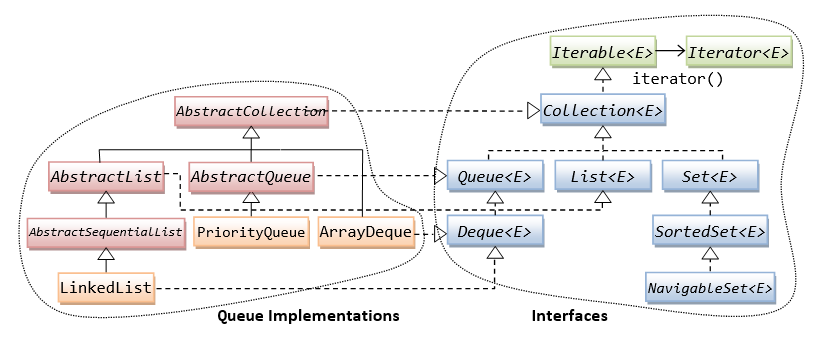 Iterable<E> Iterator<E>
iterator()
AbstractCollection Collection<E>
AbstractList AbstractQueue Queue<E> List<E> Set<E>
AbstractSequentialList PriorityQueue ArrayDeque Deque<E> SortedSet<E>
LinkedList NavigableSet<E>
Queue Implementations Interfaces